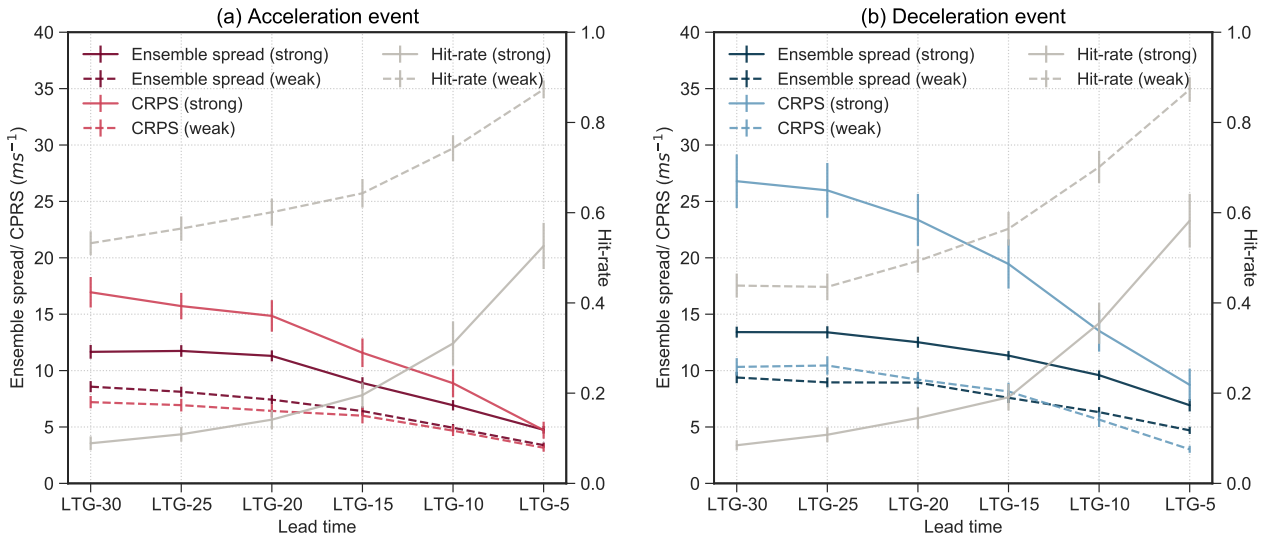 (a) Acceleration event
Ensemble spread (strong)
Ensemble spread (weak)
CRPS (strong)
CRPS (weak)
Hit-rate (strong)
Hit-rate (weak)
Ensemble spread/ CPRS (ms⁻¹)
40
35
30
25
20
15
10
5
0
1.0
0.8
0.6
0.4
0.2
0.0
Hit-rate
LTG-30 LTG-25 LTG-20 LTG-15 LTG-10 LTG-5
Lead time
(b) Deceleration event
Ensemble spread (strong)
Ensemble spread (weak)
CRPS (strong)
CRPS (weak)
Hit-rate (strong)
Hit-rate (weak)
Ensemble spread/ CPRS (ms⁻¹)
40
35
30
25
20
15
10
5
0
1.0
0.8
0.6
0.4
0.2
0.0
Hit-rate
LTG-30 LTG-25 LTG-20 LTG-15 LTG-10 LTG-5
Lead time